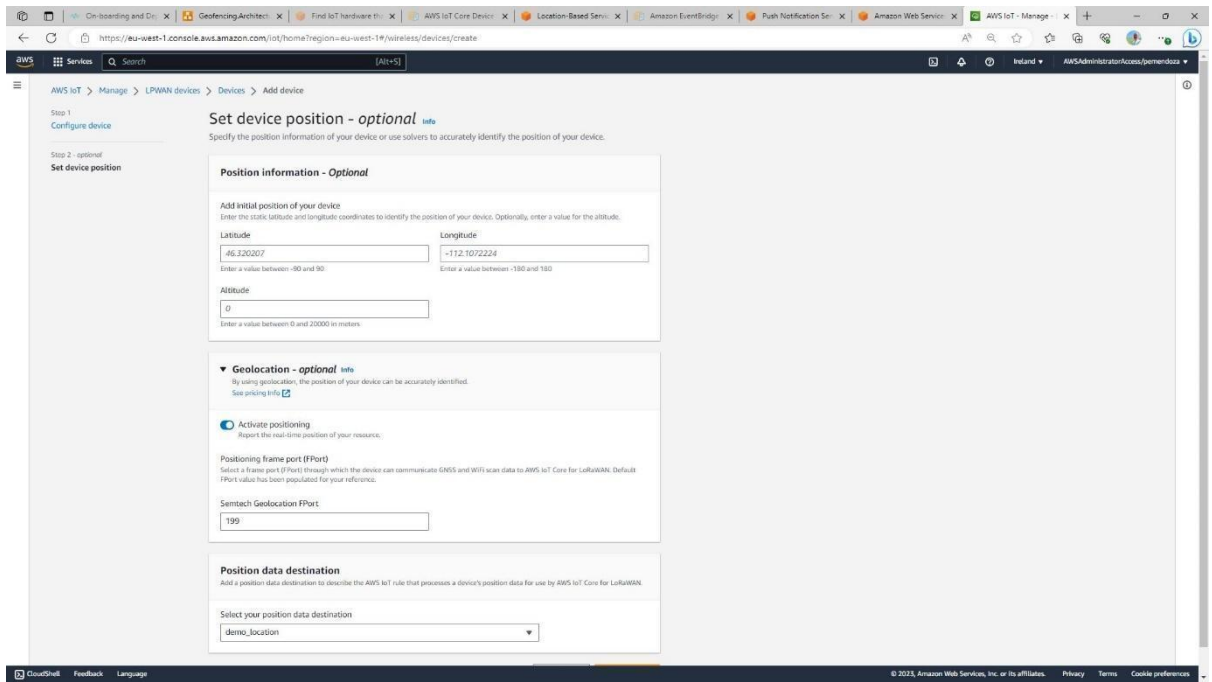 On-boarding and De
Geofencing.Architect
Find IoT hardware th
AWS IoT Core Device
Location-Based Servic
Amazon EventBridge
Push Notification Ser
Amazon Web Service
AWS IoT - Manage -
https://eu-west-1.console.aws.amazon.com/iot/home?region=eu-west-1#/wireless/devices/create
aws
Services
Search
[Alt+S]
Ireland
AWSAdministratorAccess/pemendoza
AWS IoT > Manage > LPWAN devices > Devices > Add device
Step 1
Configure device
Step 2 - optional
Set device position
Set device position - optional Info
Specify the position information of your device or use solvers to accurately identify the position of your device.
Position information - Optional
Add initial position of your device
Enter the static latitude and longitude coordinates to identify the position of your device. Optionally, enter a value for the altitude.
Latitude
Longitude
46.320207
-112.1072224
Enter a value between -90 and 90
Enter a value between -180 and 180
Altitude
0
Enter a value between 0 and 20000 in meters
Geolocation - optional Info
By using geolocation, the position of your device can be accurately identified.
See pricing info
Activate positioning
Report the real-time position of your resource.
Positioning frame port (FPort)
Select a frame port (FPort) through which the device can communicate GNSS and WiFi scan data to AWS IoT Core for LoRaWAN. Default
FPort value has been populated for your reference.
Semtech Geolocation FPort
199
Position data destination
Add a position data destination to describe the AWS IoT rule that processes a device's position data for use by AWS IoT Core for LoRaWAN.
Select your position data destination
demo_location
CloudShell
Feedback
Language
© 2023, Amazon Web Services, Inc. or its affiliates.
Privacy
Terms
Cookie preferences